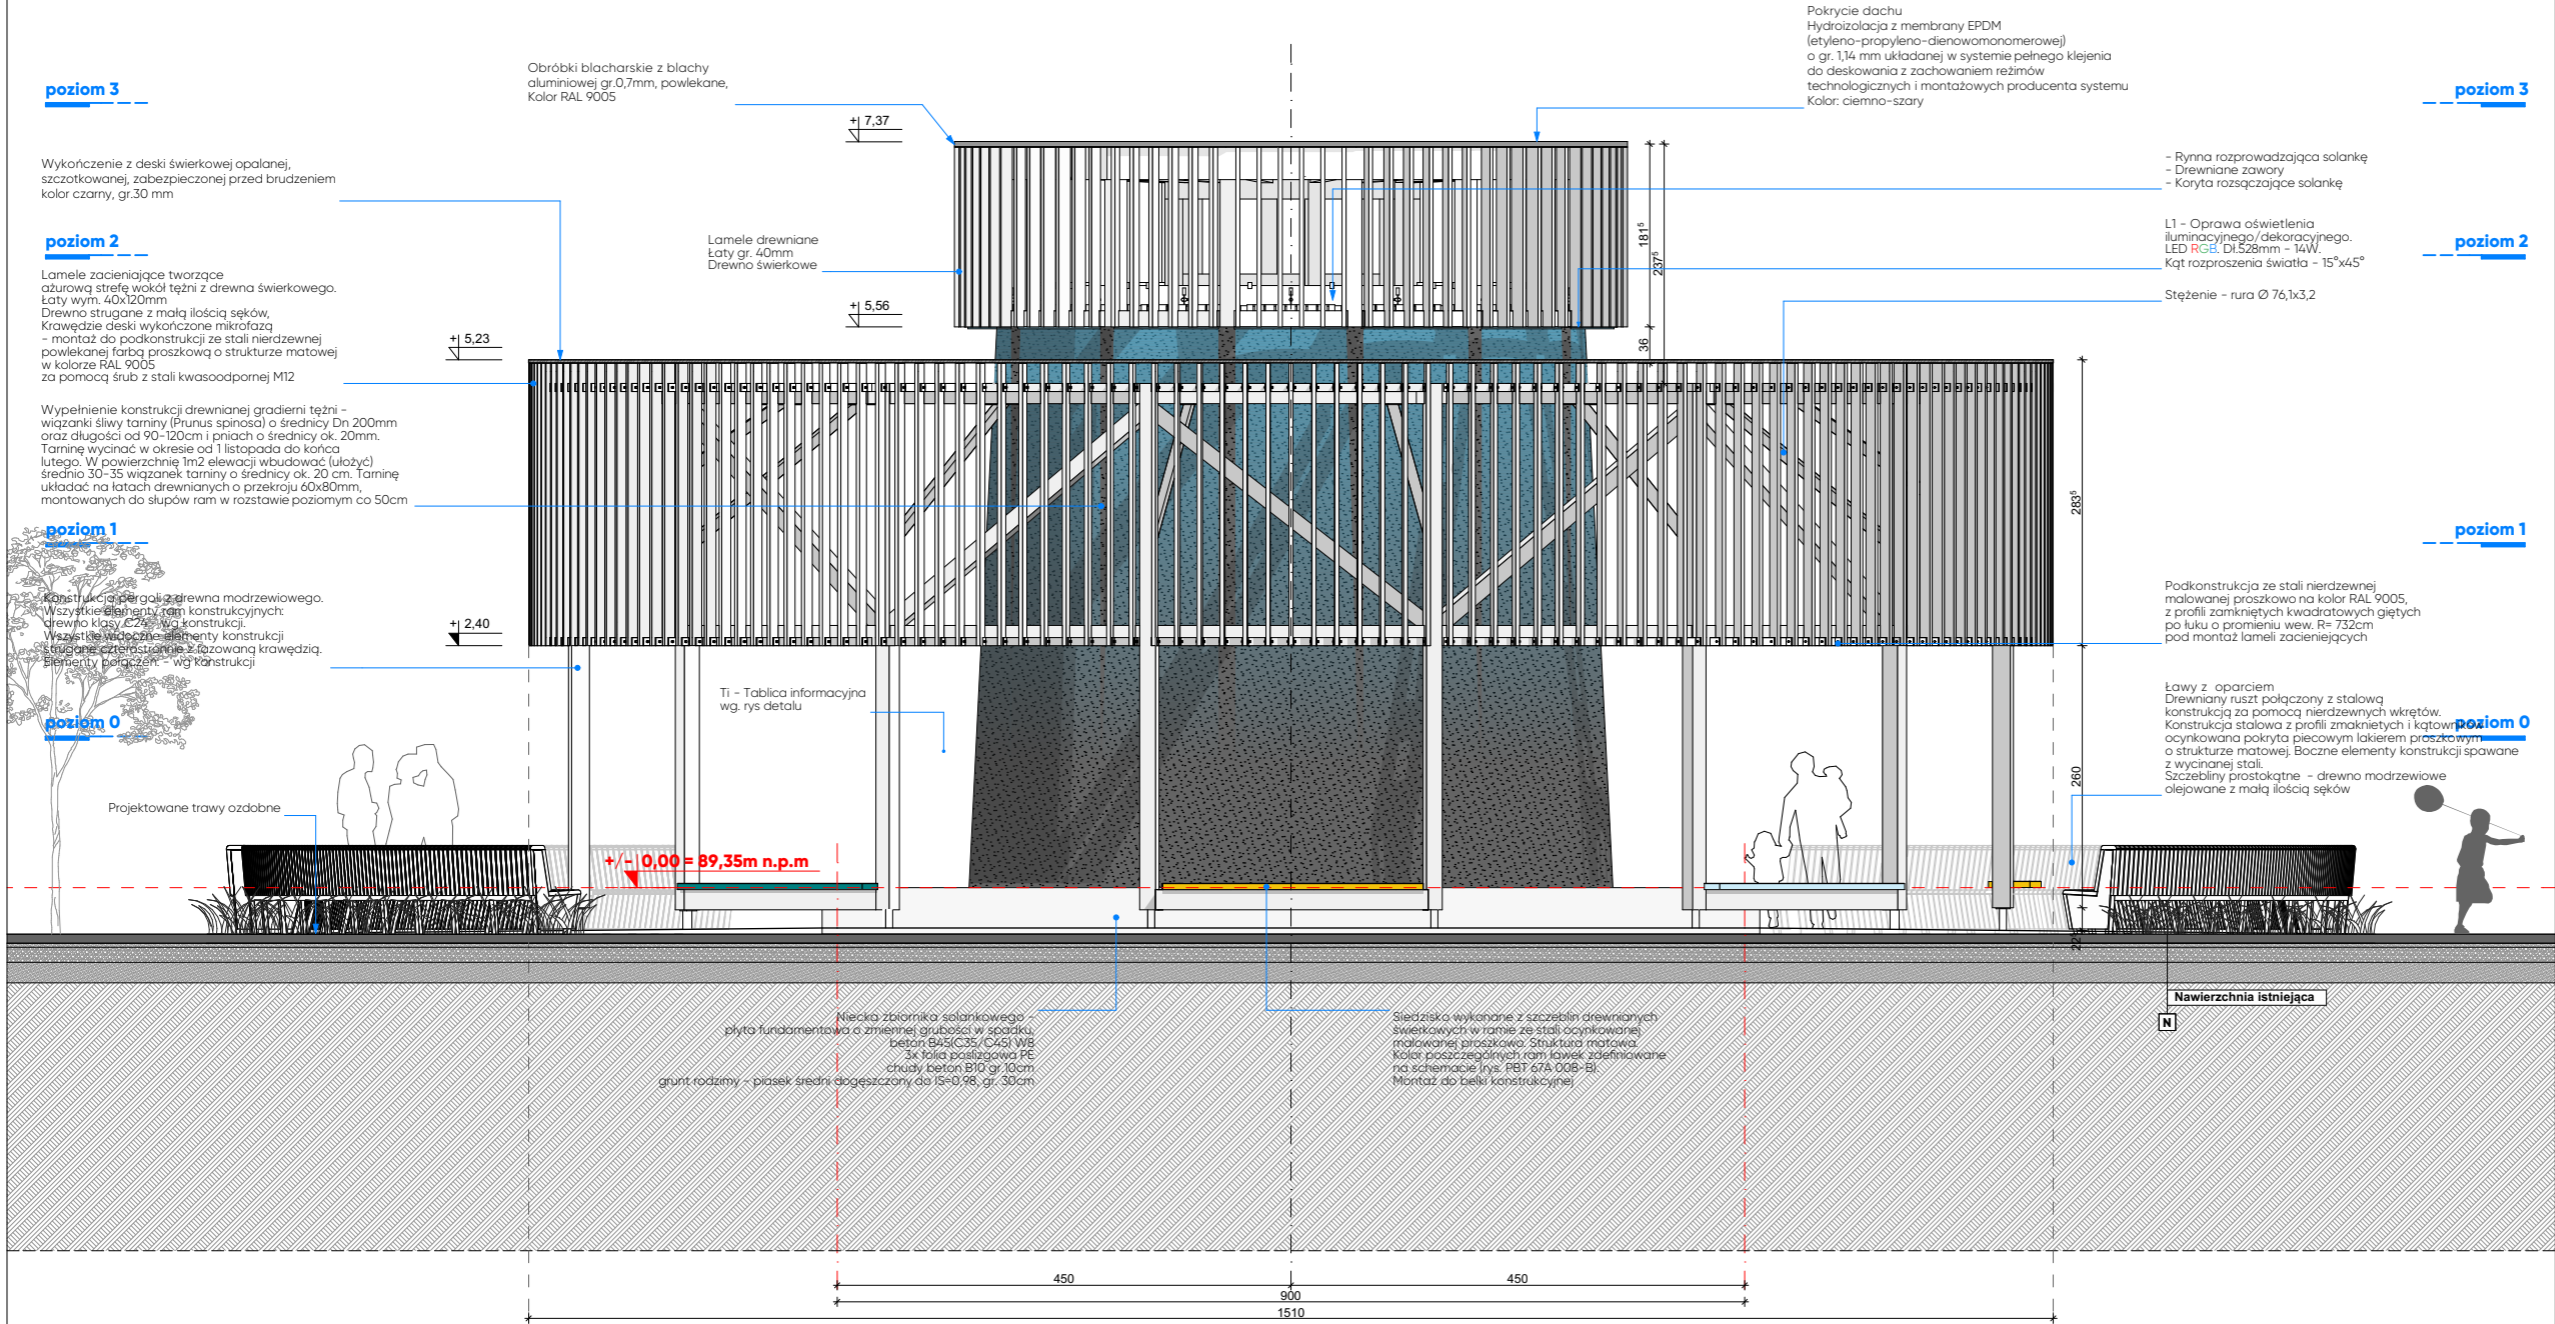 poziom 3
Obróbki blacharskie z blachy
aluminiowej gr.0,7mm, powlekane,
Kolor RAL 9005
Pokrycie dachu
Hydroizolacja z membrany EPDM
(etyleno-propyleno-dienowomonomerowej)
o gr. 1,14 mm układanej w systemie pełnego klejenia
do deskowania z zachowaniem reżimów
technologicznych i montażowych producenta systemu
Kolor: ciemno-szary
poziom 3
+ 7,37
Wykończenie z deski świerkowej opalanej,
szczotkowanej, zabezpieczonej przed brudzeniem
kolor czarny, gr.30 mm
- Rynna rozprowadzająca solankę
- Drewniane zawory
- Koryta rozsączające solankę
poziom 2
Lamele drewniane
Łaty gr. 40mm
Drewno świerkowe
181⁵
237⁵
L1 - Oprawa oświetlenia
iluminacyjnego/dekoracyjnego.
LED RGB. Dł.528mm - 14W.
Kąt rozproszenia światła - 15°x45°
poziom 2
Stężenie - rura Ø 76,1x3,2
Lamele zacieniające tworzące
ażurową strefę wokół tężni z drewna świerkowego.
Łaty wym. 40x120mm
Drewno strugane z małą ilością sęków,
Krawędzie deski wykończone mikrofazą
- montaż do podkonstrukcji ze stali nierdzewnej
powlekanej farbą proszkową o strukturze matowej
w kolorze RAL 9005
za pomocą śrub z stali kwasoodpornej M12
+ 5,56
+ 5,23
36
Wypełnienie konstrukcji drewnianej gradierni tężni -
wiązanki śliwy tarniny (Prunus spinosa) o średnicy Dn 200mm
oraz długości od 90-120cm i pniach o średnicy ok. 20mm.
Tarninę wycinać w okresie od 1 listopada do końca
lutego. W powierzchnię 1m2 elewacji wbudować (ułożyć)
średnio 30-35 wiązanek tarniny o średnicy ok. 20 cm. Tarninę
układać na łatach drewnianych o przekroju 60x80mm,
montowanych do słupów ram w rozstawie poziomym co 50cm
283⁵
poziom 1
poziom 1
Konstrukcja pergoli z drewna modrzewiowego.
Wszystkie elementy ram konstrukcyjnych:
drewno klasy C24 - wg konstrukcji.
Wszystkie widoczne elementy konstrukcji
strugane czterostronnie z fazowaną krawędzią.
Elementy połączeń. - wg konstrukcji
+ 2,40
Podkonstrukcja ze stali nierdzewnej
malowanej proszkowo na kolor RAL 9005,
z profili zamkniętych kwadratowych giętych
po łuku o promieniu wew. R= 732cm
pod montaż lameli zacieniejących
Ti - Tablica informacyjna
wg. rys detalu
poziom 0
Ławy z oparciem
Drewniany ruszt połączony z stalową
konstrukcją za pomocą nierdzewnych wkrętów.
Konstrukcja stalowa z profili zmakniętych i kątowników
ocynkowana pokryta piecowym lakierem proszkowym
o strukturze matowej. Boczne elementy konstrukcji spawane
z wycinanej stali.
Szczebliny prostokątne - drewno modrzewiowe
olejowane z małą ilością sęków
poziom 0
260
Projektowane trawy ozdobne
+/- 0,00 = 89,35m n.p.m
Nawierzchnia istniejąca
N
Niecka zbiornika solankowego -
płyta fundamentowa o zmiennej grubości w spadku,
beton B45(C35/C45) W8
3x folia poslizgowa PE
chudy beton B10 gr.10cm
grunt rodzimy - piasek średni dogęszczany do IS=0,98, gr. 30cm
Siedzisko wykonane z szczeblin drewnianych
świerkowych w ramie ze stali ocynkowanej
malowanej proszkowo. Struktura matowa.
Kolor poszczególnych ram ławek zdefiniowane
na schemacie (rys. PBT 67A 008-B).
Montaż do belki konstrukcyjnej
450
450
900
1510